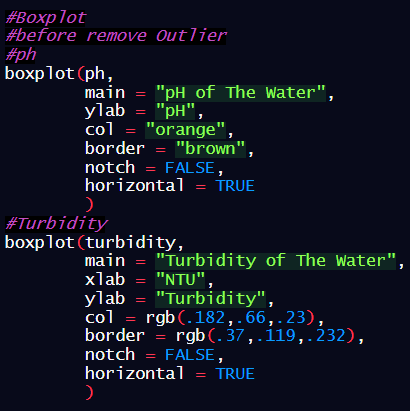 #Boxplot
#before remove Outlier
#ph
boxplot(ph,
        main = "pH of The Water",
        ylab = "pH",
        col = "orange",
        border = "brown",
        notch = FALSE,
        horizontal = TRUE
        )
#Turbidity
boxplot(turbidity,
        main = "Turbidity of The Water",
        xlab = "NTU",
        ylab = "Turbidity",
        col = rgb(.182,.66,.23),
        border = rgb(.37,.119,.232),
        notch = FALSE,
        horizontal = TRUE
        )